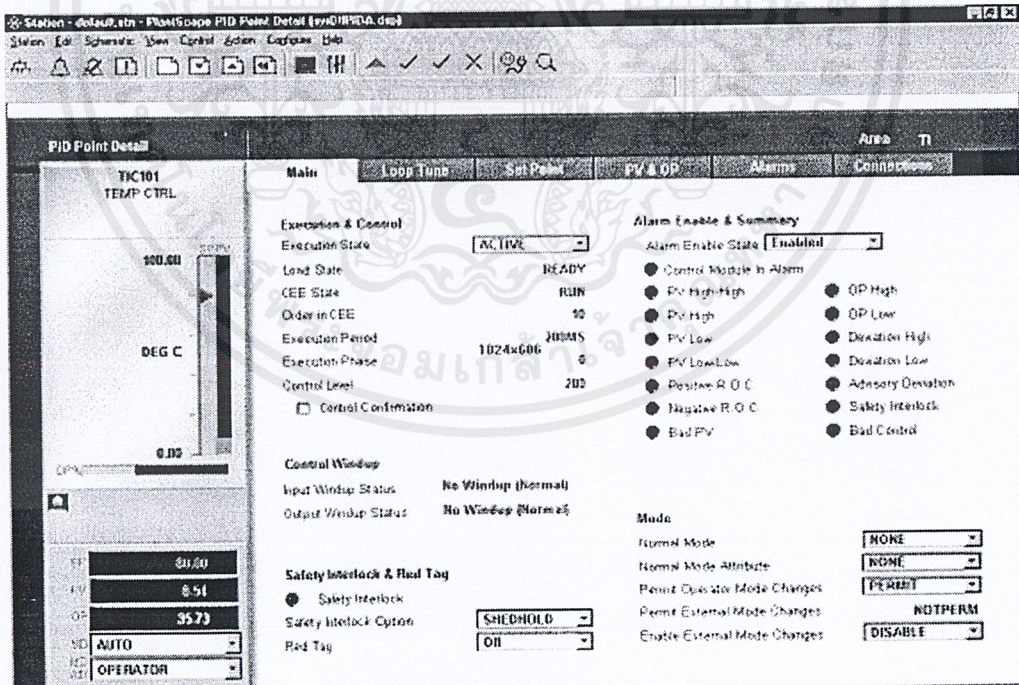 Station - default.stn - PlantScape PID Point Detail
Station Edit Schematic View Control Action Configure Help
PID Point Detail
Area TI
TIC101
TEMP CTRL
Main Loop Tune Set Point PV & OP Alarms Connections
100.00
SP PV
DEG C
0.00
OP%
SP 80.00
PV 8.51
OP 35.73
MD AUTO
OPERATOR
Execution & Control
Execution State ACTIVE
Load State READY
CEE State RUN
Order in CEE 10
Execution Period 200MS
1024x606
Execution Phase 0
Control Level 200
Control Confirmation
Control Windup
Input Windup Status No Windup (Normal)
Output Windup Status No Windup (Normal)
Safety Interlock & Red Tag
Safety Interlock
Safety Interlock Option SHEDHOLD
Red Tag Off
Alarm Enable & Summary
Alarm Enable State Enabled
Control Module In Alarm
PV High-High
PV High
PV Low
PV LowLow
Positive R.O.C.
Negative R.O.C.
Bad PV
OP High
OP Low
Deviation High
Deviation Low
Advisory Deviation
Safety Interlock
Bad Control
Mode
Normal Mode NONE
Normal Mode Attribute NONE
Permit Operator Mode Changes PERMIT
Permit External Mode Changes NOTPERM
Enable External Mode Changes DISABLE